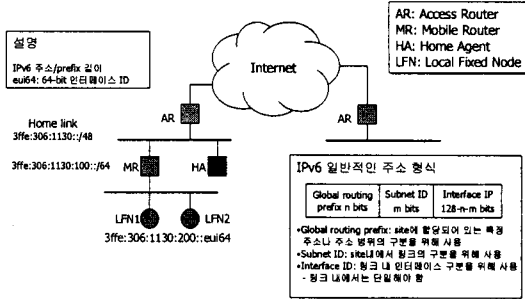 설명
IPv6 주소/prefix 길이
eui64: 64-bit 인터페이스 ID
AR: Access Router
MR: Mobile Router
HA: Home Agent
LFN: Local Fixed Node
Internet
AR
AR
Home link
3ffe:306:1130::/48
3ffe:306:1130:100::/64
MR
HA
LFN1
LFN2
3ffe:306:1130:200::eui64
IPv6 일반적인 주소 형식
Global routing prefix n bits
Subnet ID m bits
Interface IP 128-n-m bits
•Global routing prefix: site에 할당되어 있는 특정
주소나 주소 범위의 구분을 위해 사용
•Subnet ID: site내에서 링크의 구분을 위해 사용
•Interface ID: 링크 내 인터페이스 구분을 위해 사용
- 링크 내에서는 단일해야 함